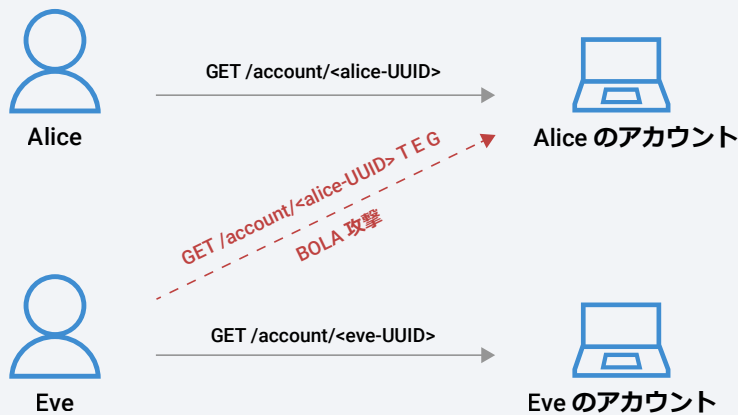 GET /account/<alice-UUID>
Alice
Alice のアカウント
GET /account/<alice-UUID> T E G
BOLA 攻撃
GET /account/<eve-UUID>
Eve
Eve のアカウント